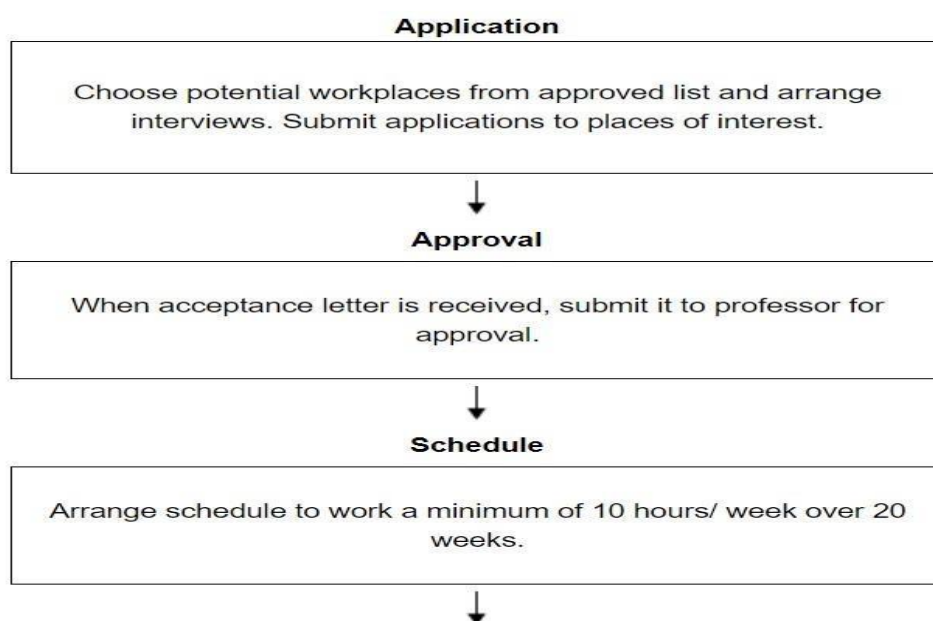 Application
Choose potential workplaces from approved list and arrange
interviews. Submit applications to places of interest.
Approval
When acceptance letter is received, submit it to professor for
approval.
Schedule
Arrange schedule to work a minimum of 10 hours/ week over 20
weeks.